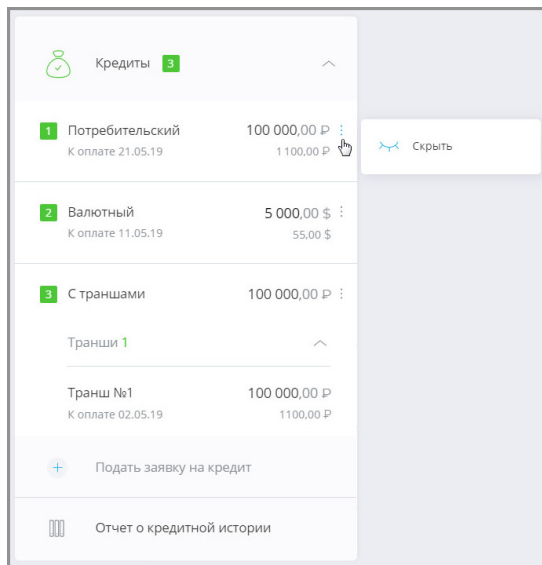 Кредиты 3
1 Потребительский 100 000,00 ₽
К оплате 21.05.19 1 100,00 ₽
Скрыть
2 Валютный 5 000,00 $
К оплате 11.05.19 55,00 $
3 С траншами 100 000,00 ₽
Транши 1
Транш №1 100 000,00 ₽
К оплате 02.05.19 1100,00 ₽
+ Подать заявку на кредит
Отчет о кредитной истории